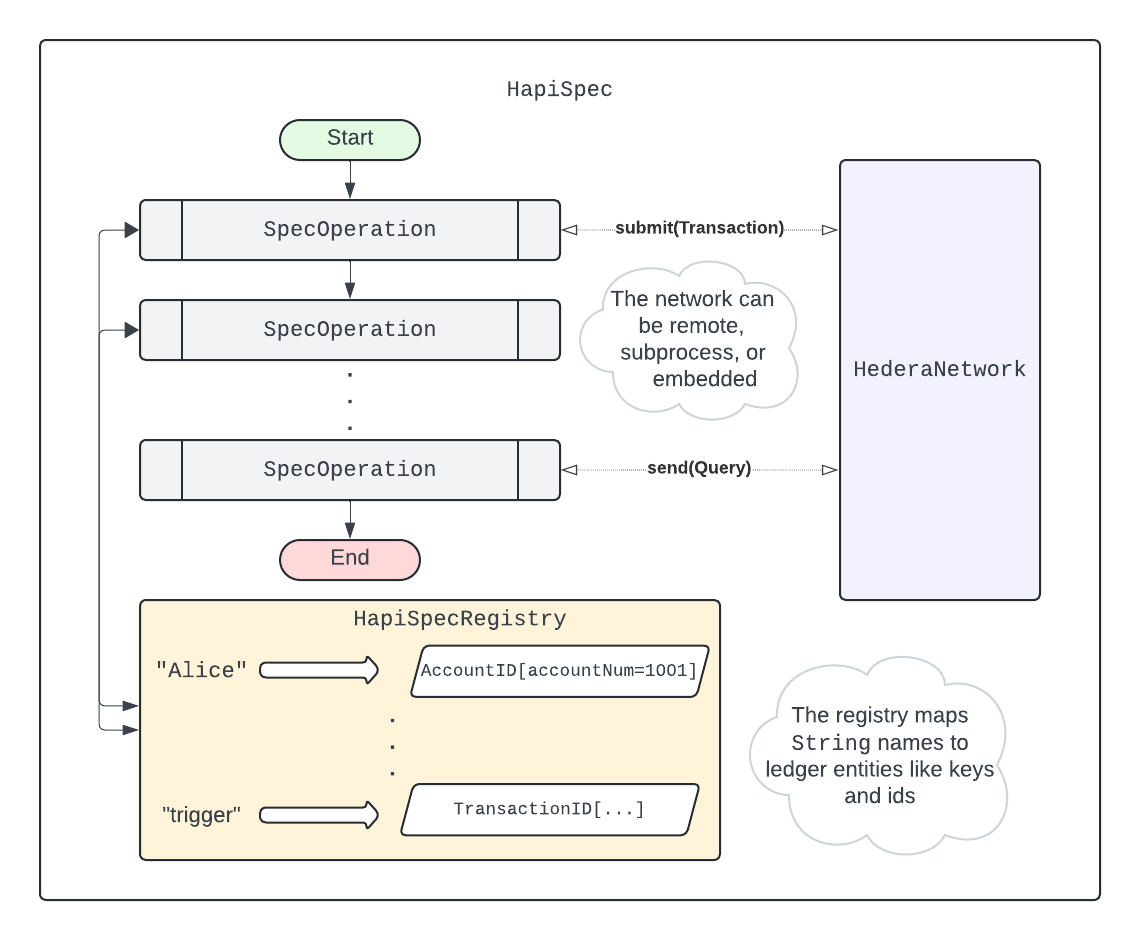 HapiSpec
Start
SpecOperation
submit(Transaction)
SpecOperation
The network can
be remote,
subprocess, or
embedded
HederaNetwork
.
.
.
SpecOperation
send(Query)
End
HapiSpecRegistry
"Alice"
AccountID[accountNum=1001]
.
.
.
"trigger"
TransactionID[...]
The registry maps
String names to
ledger entities like keys
and ids